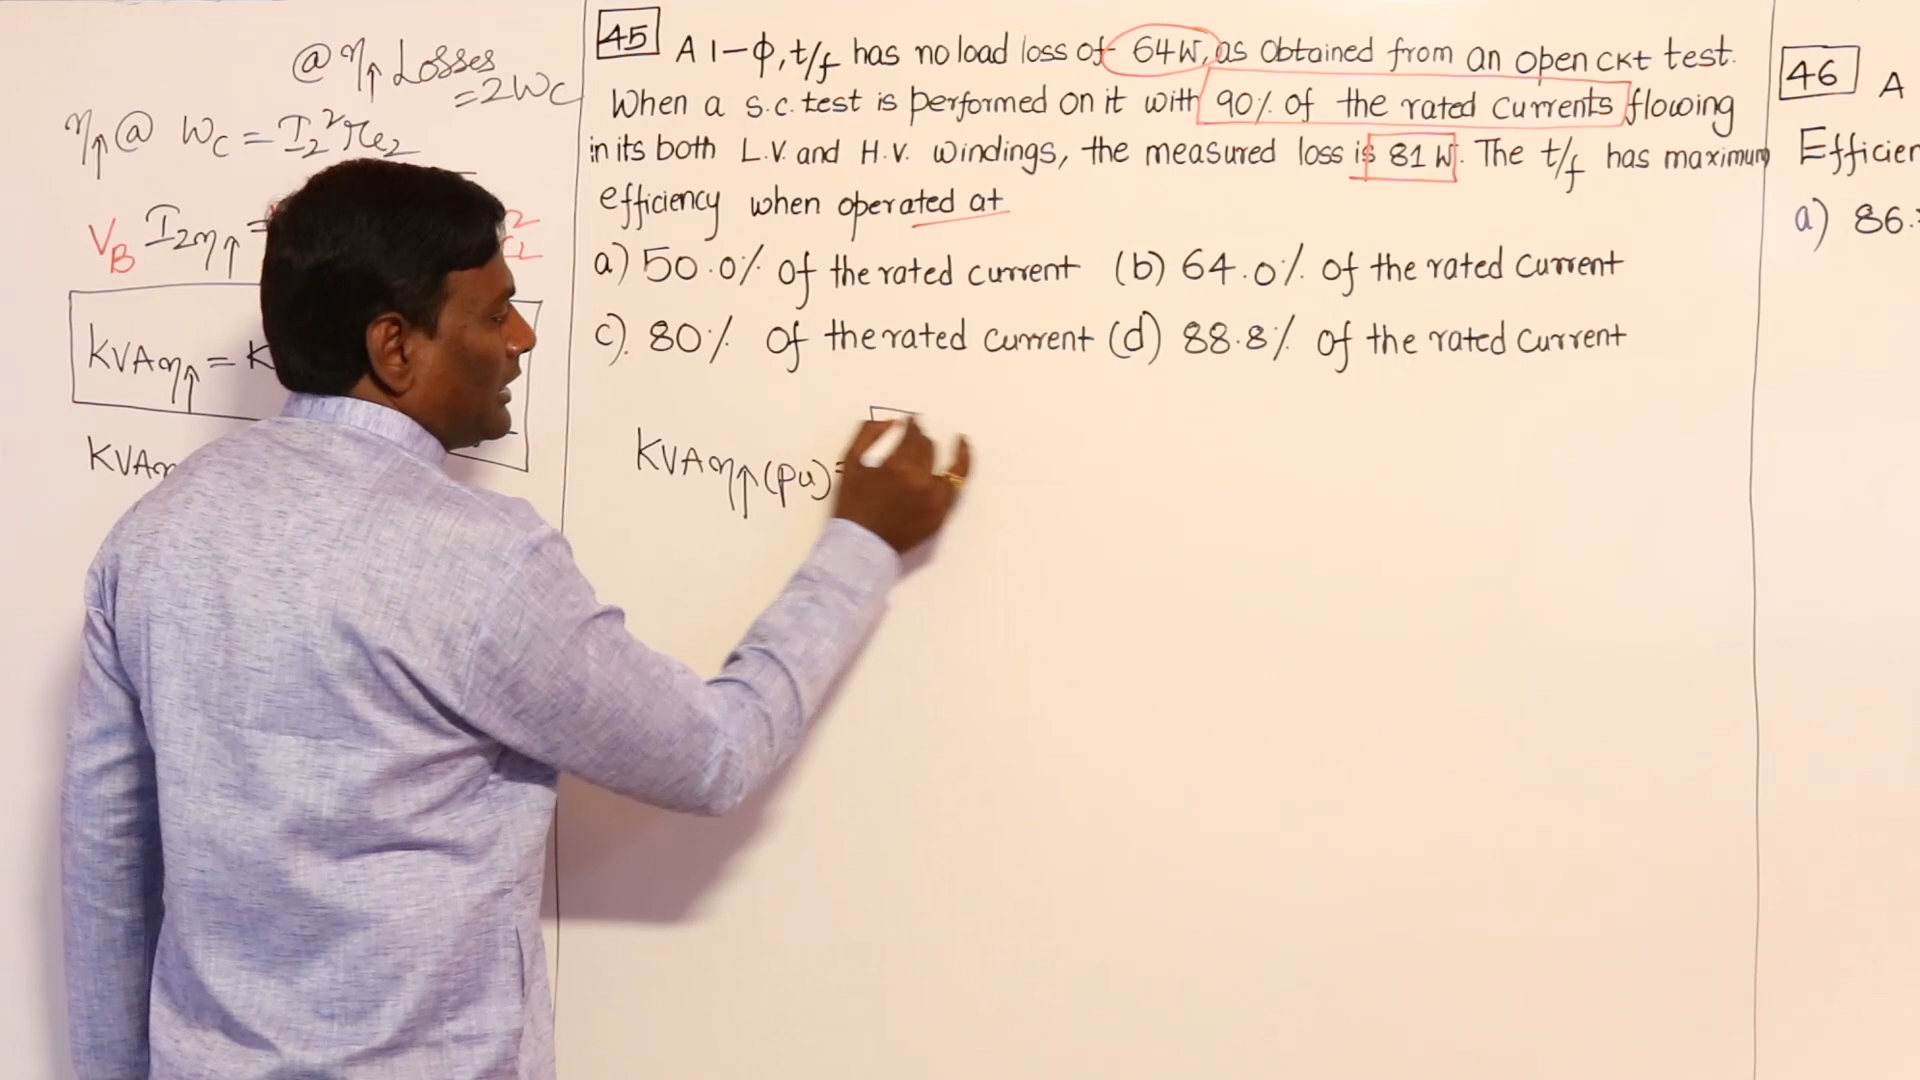 @ η↑ Losses
= 2Wc
η↑ @ Wc = I₂²re₂
VB I₂η↑ =
KVAη↑ = K
KVAη
45 A 1-ϕ, t/f has no load loss of 64W, as obtained from an open ckt test.
When a s.c. test is performed on it with 90% of the rated currents flowing
in its both L.V. and H.V. windings, the measured loss is 81 W. The t/f has maximum
efficiency when operated at
a) 50.0% of the rated current (b) 64.0% of the rated current
c). 80% of the rated current (d) 88.8% of the rated current
KVAη↑(pu) =
46 A
Efficien
a) 86.